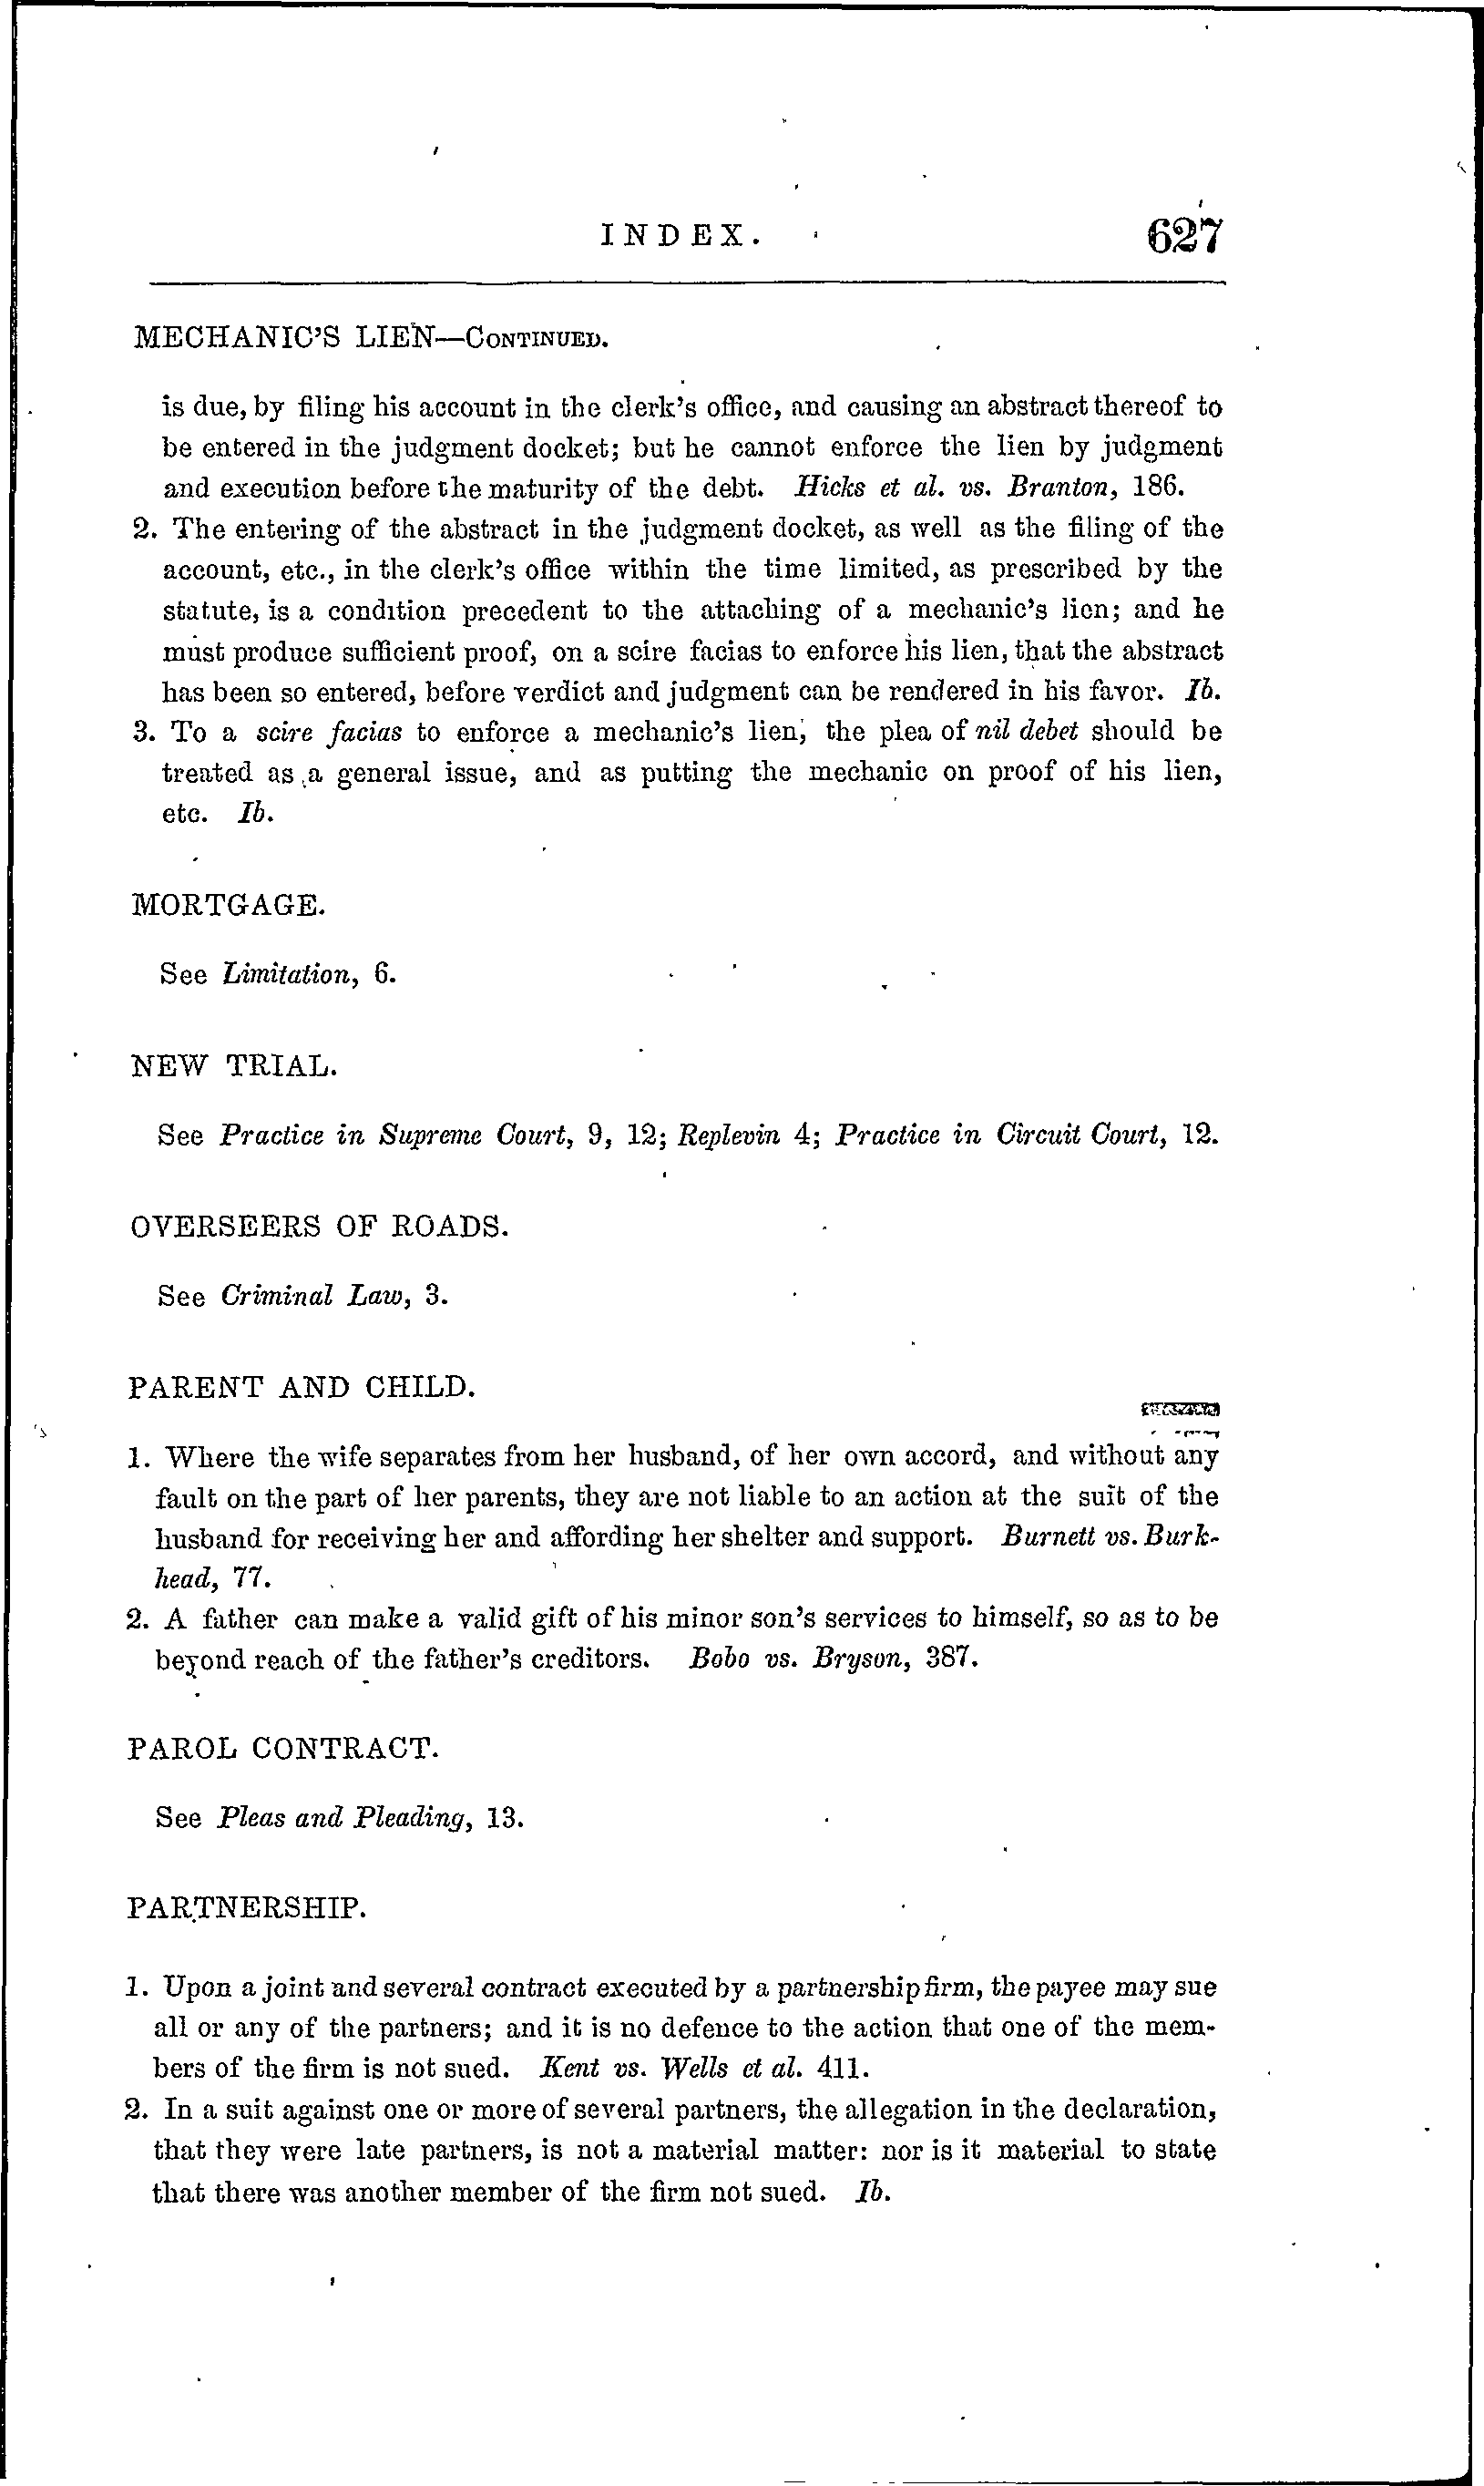 INDEX. 627
MECHANIC'S LIEN—CONTINUED.
is due, by filing his account in the clerk's office, and causing an abstract thereof to
be entered in the judgment docket; but he cannot enforce the lien by judgment
and execution before the maturity of the debt. Hicks et al. vs. Branton, 186.
2. The entering of the abstract in the judgment docket, as well as the filing of the
account, etc., in the clerk's office within the time limited, as prescribed by the
statute, is a condition precedent to the attaching of a mechanic's lien; and he
must produce sufficient proof, on a scire facias to enforce his lien, that the abstract
has been so entered, before verdict and judgment can be rendered in his favor. Ib.
3. To a scire facias to enforce a mechanic's lien, the plea of nil debet should be
treated as a general issue, and as putting the mechanic on proof of his lien,
etc. Ib.
MORTGAGE.
See Limitation, 6.
NEW TRIAL.
See Practice in Supreme Court, 9, 12; Replevin 4; Practice in Circuit Court, 12.
OVERSEERS OF ROADS.
See Criminal Law, 3.
PARENT AND CHILD.
1. Where the wife separates from her husband, of her own accord, and without any
fault on the part of her parents, they are not liable to an action at the suit of the
husband for receiving her and affording her shelter and support. Burnett vs. Burk-
head, 77.
2. A father can make a valid gift of his minor son's services to himself, so as to be
beyond reach of the father's creditors. Bobo vs. Bryson, 387.
PAROL CONTRACT.
See Pleas and Pleading, 13.
PARTNERSHIP.
1. Upon a joint and several contract executed by a partnership firm, the payee may sue
all or any of the partners; and it is no defence to the action that one of the mem-
bers of the firm is not sued. Kent vs. Wells et al. 411.
2. In a suit against one or more of several partners, the allegation in the declaration,
that they were late partners, is not a material matter: nor is it material to state
that there was another member of the firm not sued. Ib.